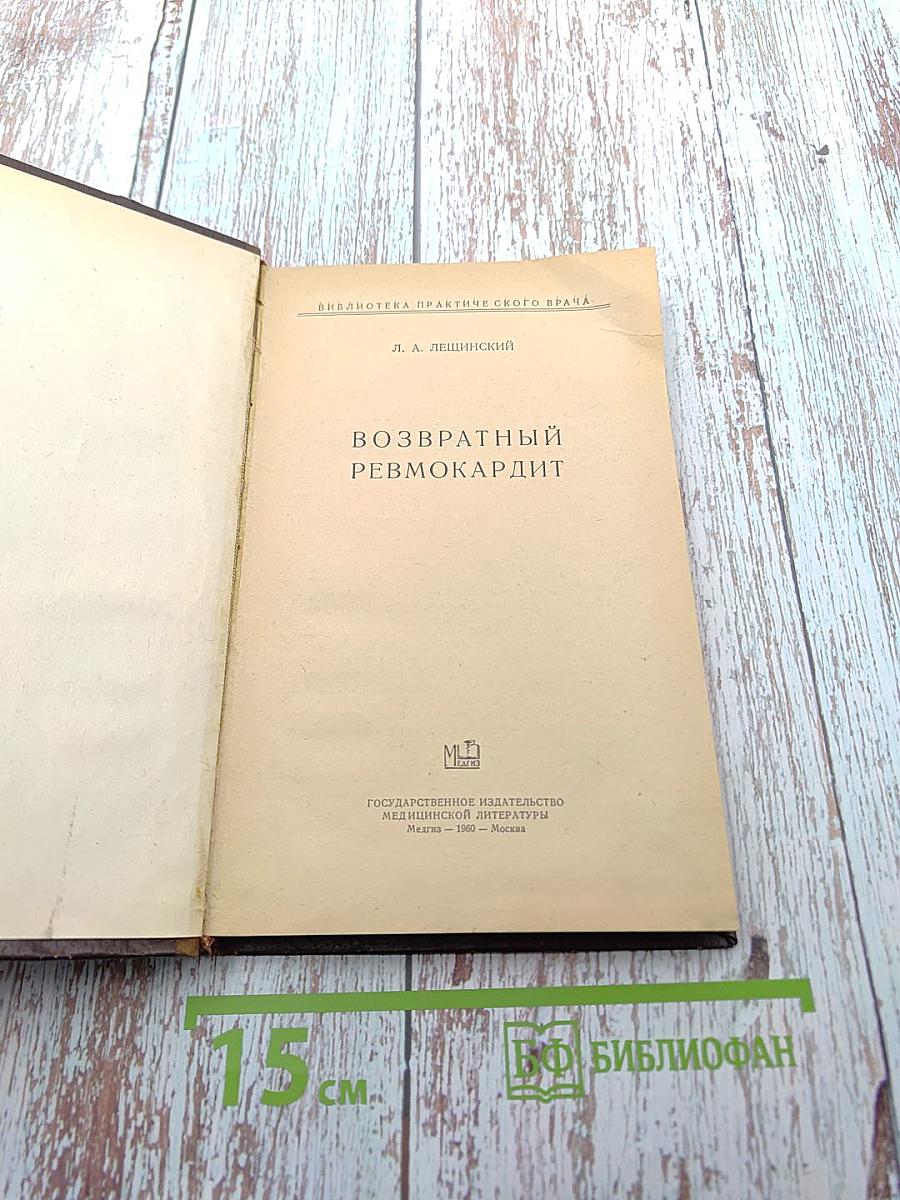 БИБЛИОТЕКА ПРАКТИЧЕСКОГО ВРАЧА
Л. А. ЛЕЩИНСКИЙ
ВОЗВРАТНЫЙ
РЕВМОКАРДИТ
МЕДГИЗ
ГОСУДАРСТВЕННОЕ ИЗДАТЕЛЬСТВО
МЕДИЦИНСКОЙ ЛИТЕРАТУРЫ
Медгиз — 1960 — Москва
15 см
БФ БИБЛИОФАН